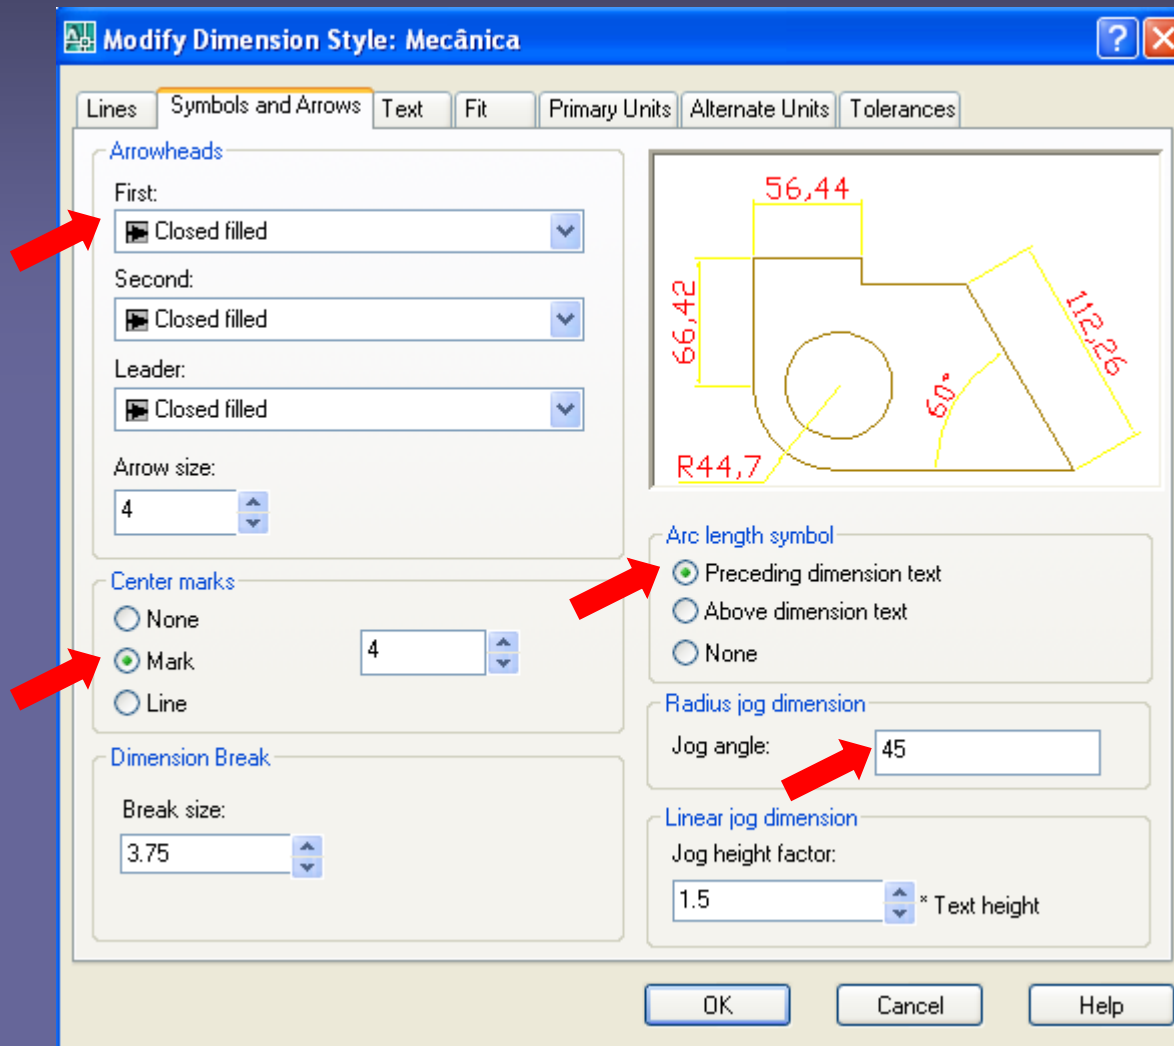 Modify Dimension Style: Mecânica
?
Lines Symbols and Arrows Text Fit Primary Units Alternate Units Tolerances
Arrowheads
First:
Closed filled
Second:
Closed filled
Leader:
Closed filled
Arrow size:
4
Center marks
None
Mark
Line
4
Dimension Break
Break size:
3.75
56,44
66,42
112,26
60°
R44,7
Arc length symbol
Preceding dimension text
Above dimension text
None
Radius jog dimension
Jog angle: 45
Linear jog dimension
Jog height factor:
1.5 * Text height
OK Cancel Help